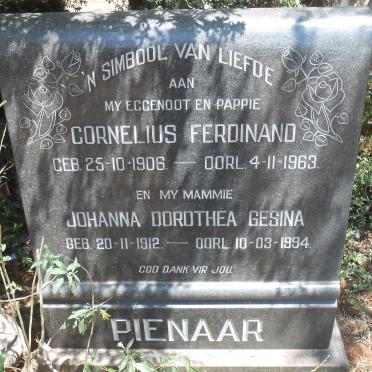 'N SIMBOOL VAN LIEFDE
AAN
MY EGGENOOT EN PAPPIE
CORNELIUS FERDINAND
GEB. 25-10-1906. — OORL. 4-11-1963.
EN MY MAMMIE
JOHANNA DOROTHEA GESINA
GEB. 20-11-1912. — OORL. 10-03-1994.
GOD DANK VIR JOU.
PIENAAR